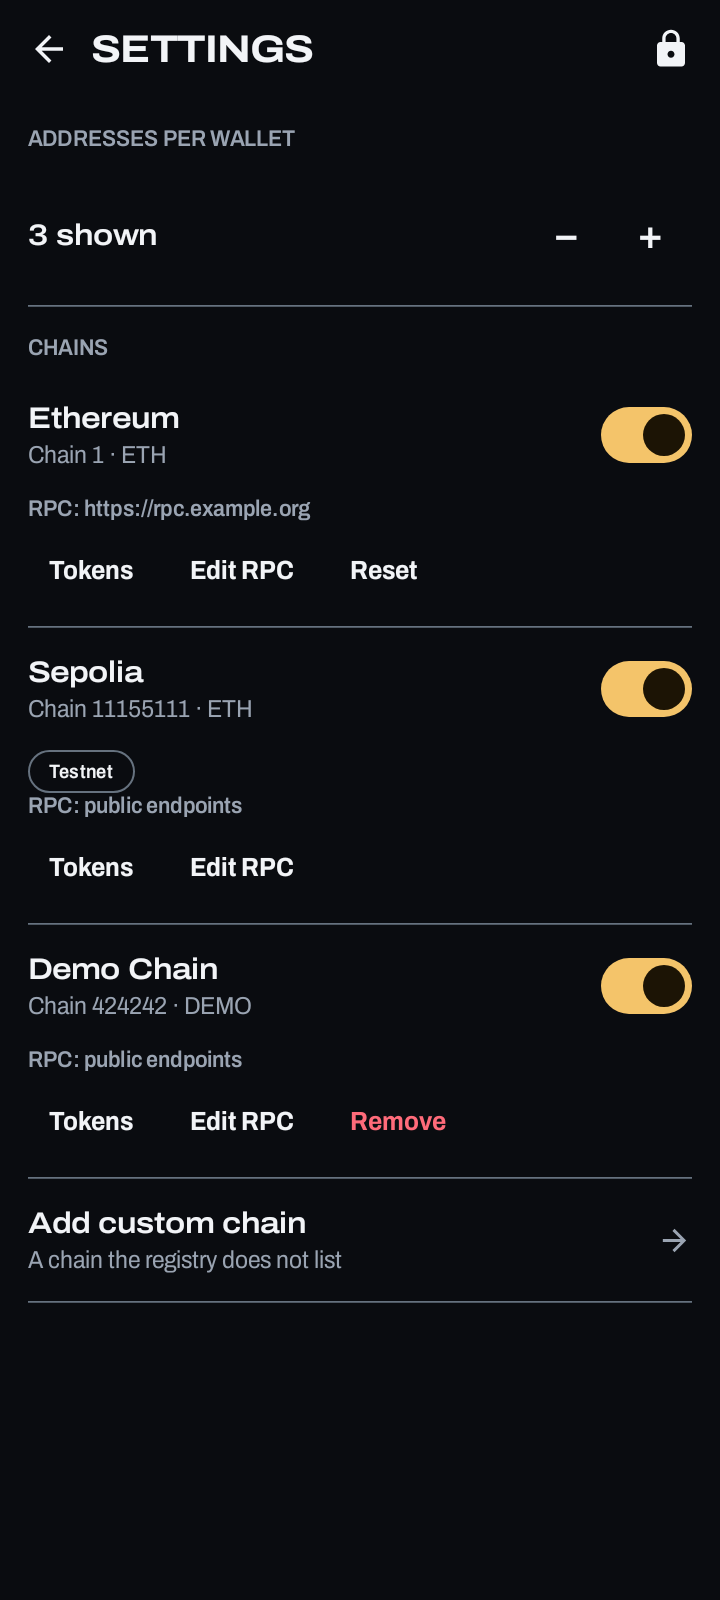 SETTINGS
ADDRESSES PER WALLET
3 shown
− +
CHAINS
Ethereum
Chain 1 · ETH
RPC: https://rpc.example.org
Tokens Edit RPC Reset
Sepolia
Chain 11155111 · ETH
Testnet
RPC: public endpoints
Tokens Edit RPC
Demo Chain
Chain 424242 · DEMO
RPC: public endpoints
Tokens Edit RPC Remove
Add custom chain
A chain the registry does not list